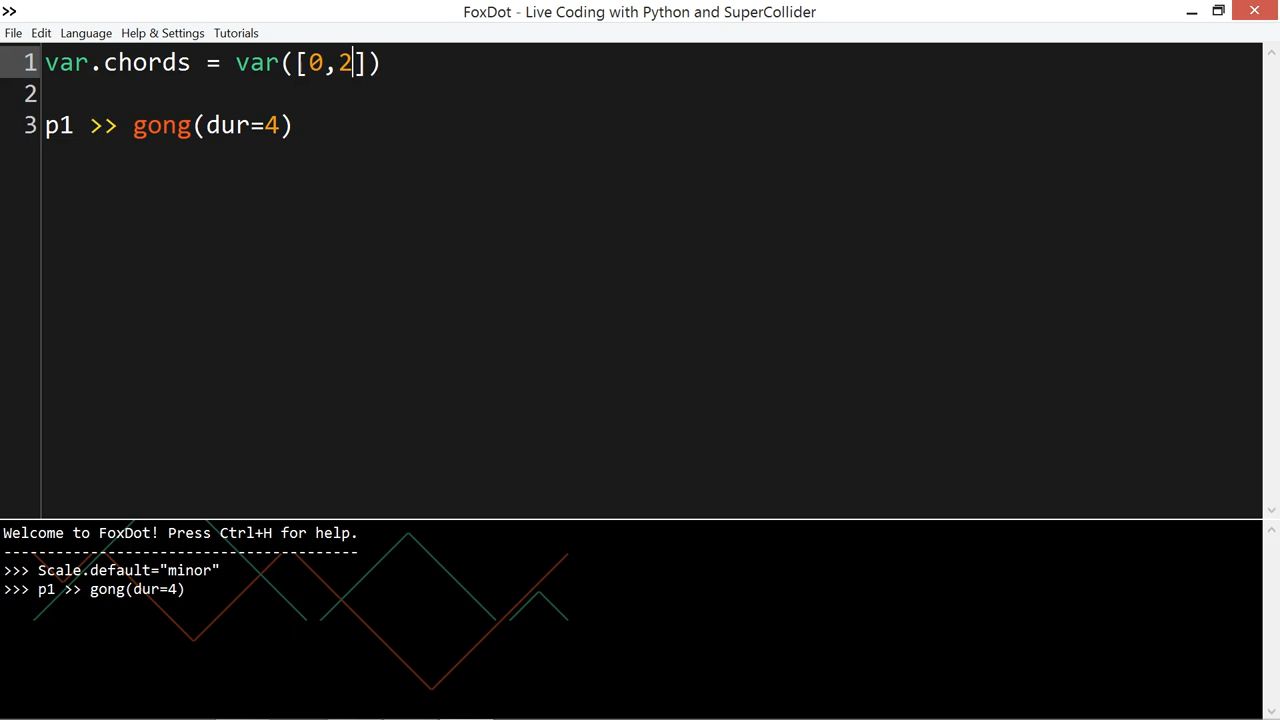 FoxDot - Live Coding with Python and SuperCollider
File Edit Language Help & Settings Tutorials
1 var.chords = var([0,2])
2
3 p1 >> gong(dur=4)
Welcome to FoxDot! Press Ctrl+H for help.
-----------------------------------------
>>> Scale.default="minor"
>>> p1 >> gong(dur=4)